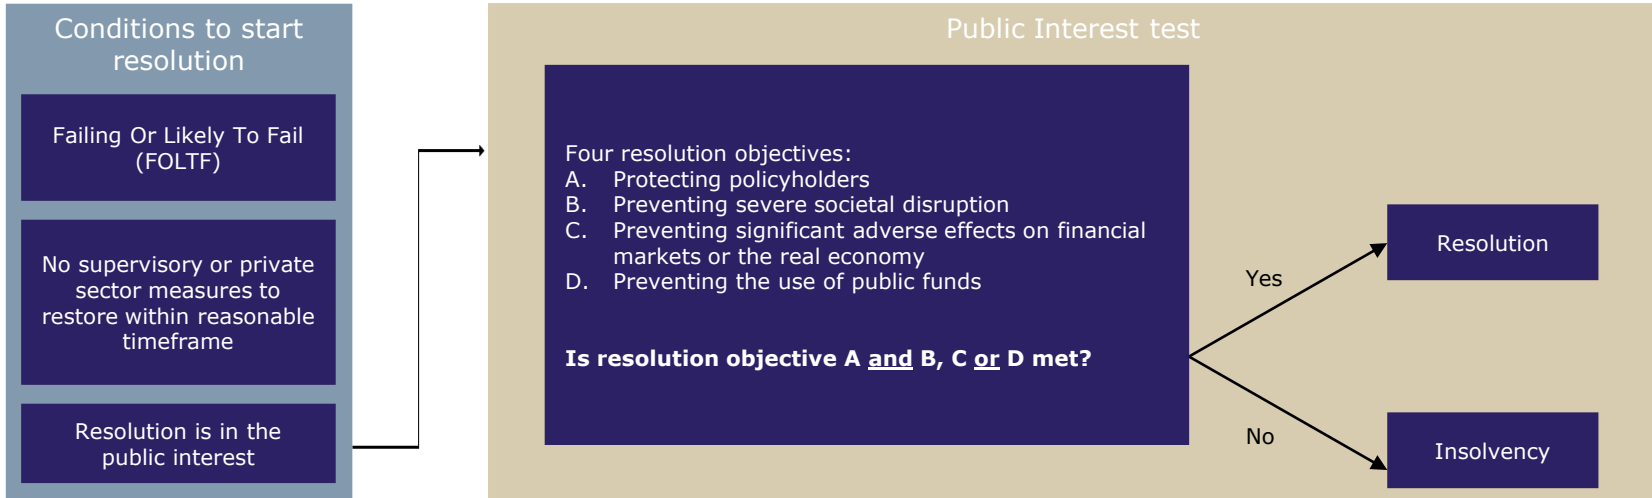 Conditions to start
resolution
Failing Or Likely To Fail
(FOLTF)
No supervisory or private
sector measures to
restore within reasonable
timeframe
Resolution is in the
public interest
Public Interest test
Four resolution objectives:
A. Protecting policyholders
B. Preventing severe societal disruption
C. Preventing significant adverse effects on financial
markets or the real economy
D. Preventing the use of public funds
Is resolution objective A and B, C or D met?
Yes
No
Resolution
Insolvency